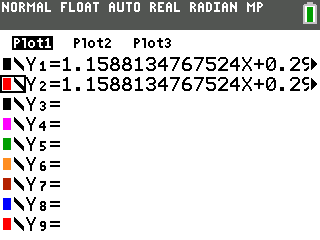 NORMAL FLOAT AUTO REAL RADIAN MP
Plot1 Plot2 Plot3
Y1=1.1588134767524X+0.29
Y2=1.1588134767524X+0.29
Y3=
Y4=
Y5=
Y6=
Y7=
Y8=
Y9=